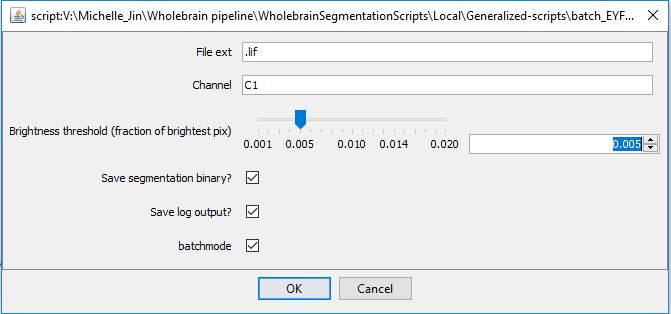 script:V:\Michelle_Jin\Wholebrain pipeline\WholebrainSegmentationScripts\Local\Generalized-scripts\batch_EYF...
File ext .lif
Channel C1
Brightness threshold (fraction of brightest pix) 0.005
0.001 0.005 0.010 0.014 0.020
Save segmentation binary?
Save log output?
batchmode
OK Cancel